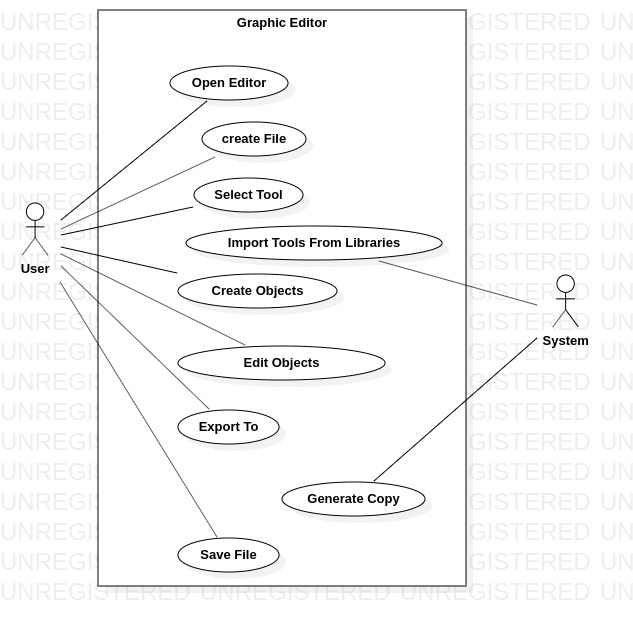 Graphic Editor
Open Editor
create File
Select Tool
User
Import Tools From Libraries
Create Objects
System
Edit Objects
Export To
Generate Copy
Save File
UNREGISTERED UNREGISTERED UNREGISTERED UN